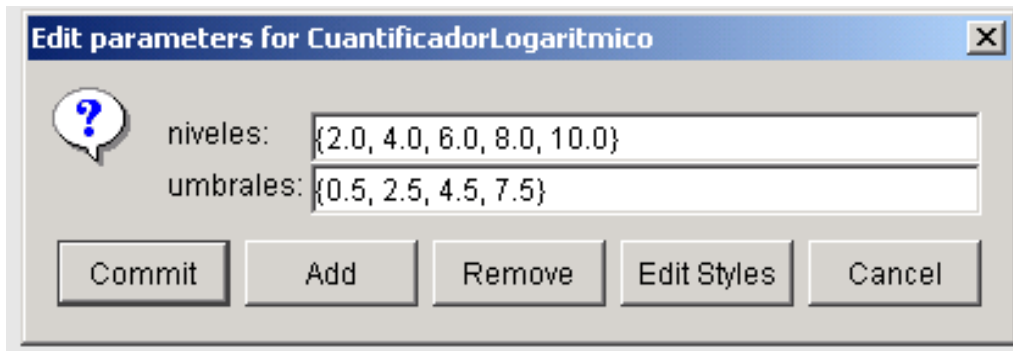 Edit parameters for CuantificadorLogaritmico
?
niveles: {2.0, 4.0, 6.0, 8.0, 10.0}
umbrales: {0.5, 2.5, 4.5, 7.5}
Commit Add Remove Edit Styles Cancel